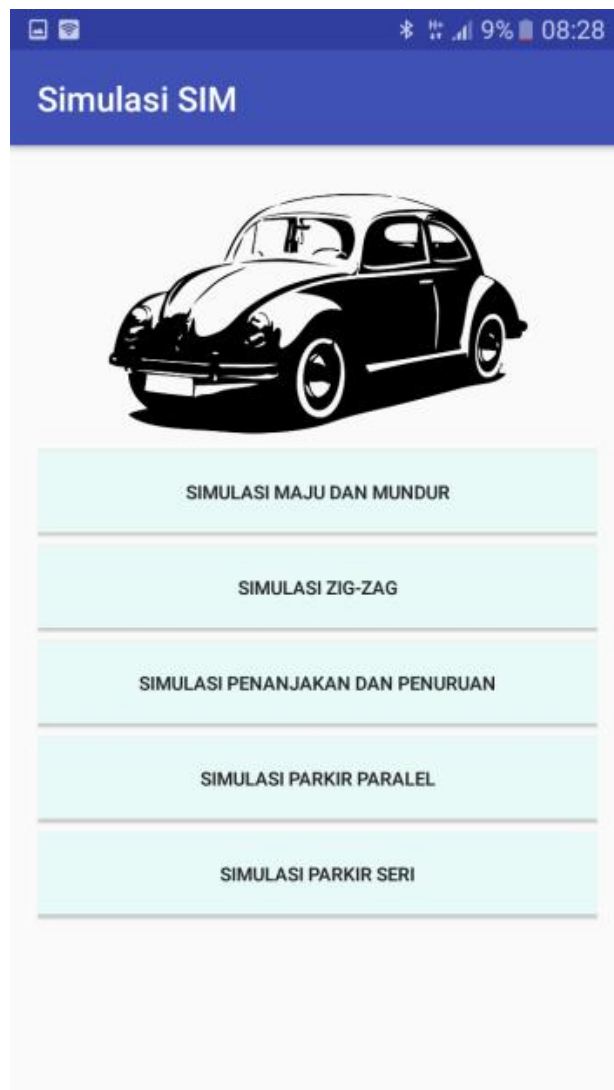 9% 08:28
Simulasi SIM
SIMULASI MAJU DAN MUNDUR
SIMULASI ZIG-ZAG
SIMULASI PENANJAKAN DAN PENURUAN
SIMULASI PARKIR PARALEL
SIMULASI PARKIR SERI